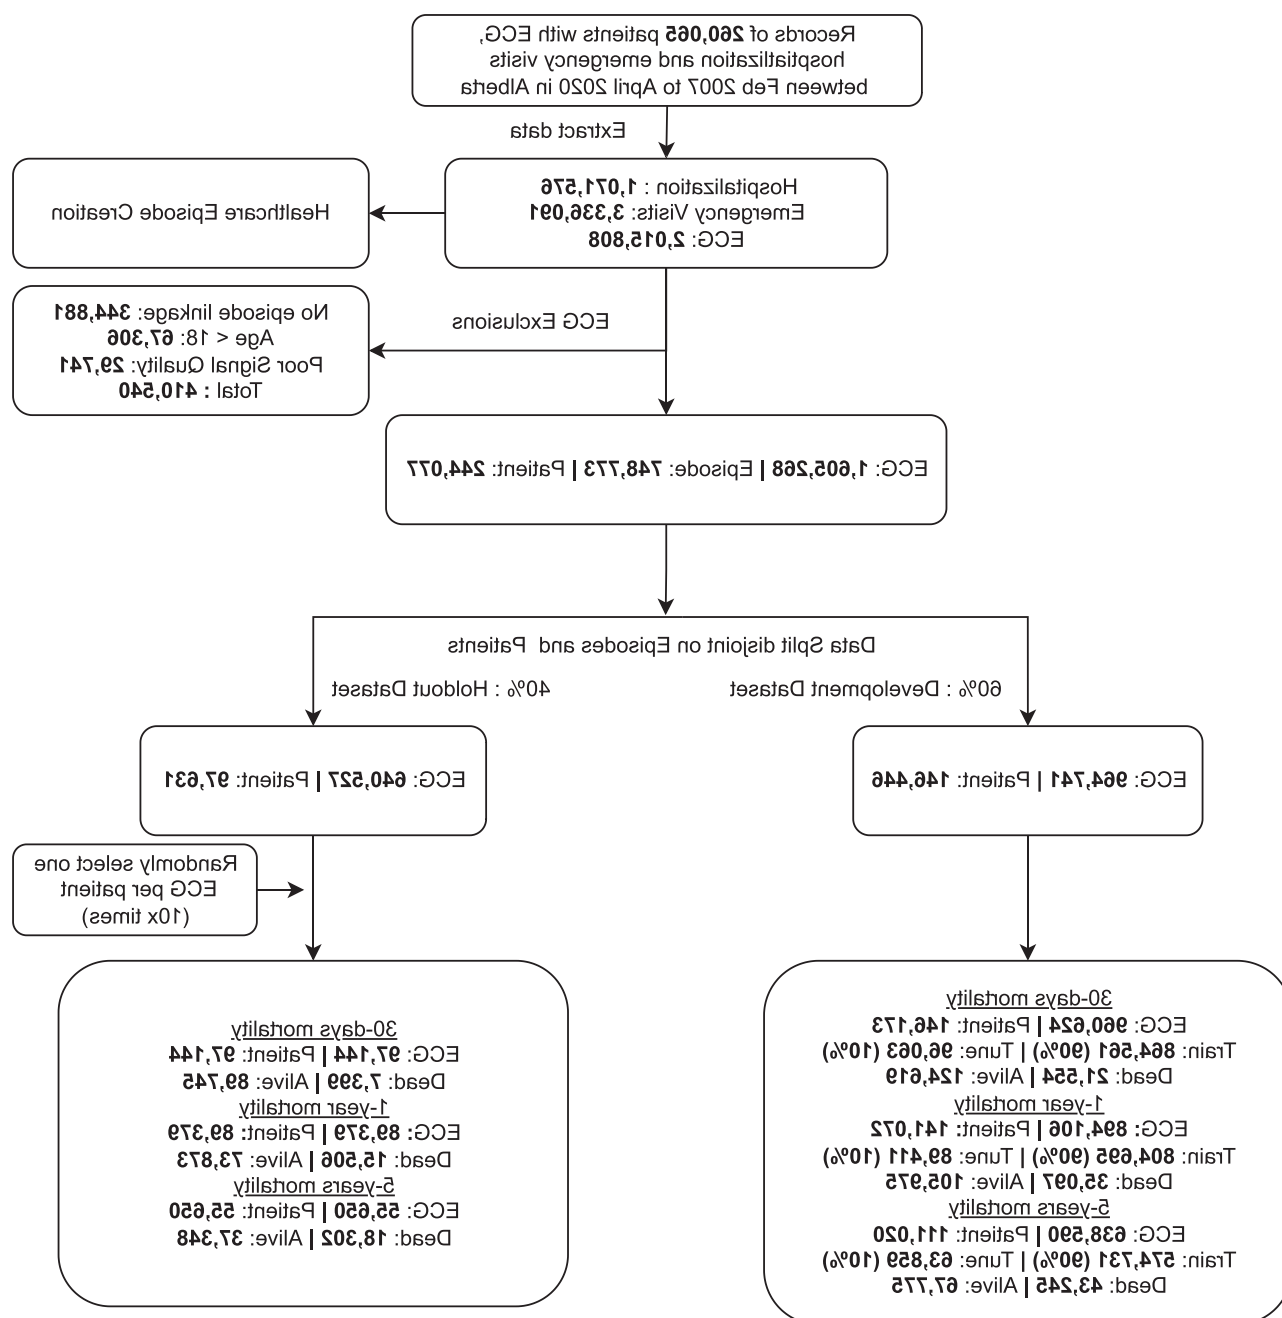 Records of 260,065 patients with ECG,
hosptiatlization and emergency visits
between Feb 2007 to April 2020 in Alberta
Extract data
Hospitalization : 1,071,576
Emergency Visits: 3,336,091
ECG: 2,015,808
Healthcare Episode Creation
ECG Exclusions
No episode linkage: 344,881
Age < 18: 67,306
Poor Signal Quality: 29,741
Total : 410,540
ECG: 1,605,268 | Episode: 748,773 | Patient: 244,077
Data Split disjoint on Episodes and Patients
60% : Development Dataset
40% : Holdout Dataset
ECG: 964,741 | Patient: 146,446
ECG: 640,527 | Patient: 97,631
Randomly select one
ECG per patient
(10x times)
30-days mortality
ECG: 960,624 | Patient: 146,173
Train: 864,561 (90%) | Tune: 96,063 (10%)
Dead: 21,554 | Alive: 124,619
1-year mortality
ECG: 894,106 | Patient: 141,072
Train: 804,695 (90%) | Tune: 89,411 (10%)
Dead: 35,097 | Alive: 105,975
5-years mortality
ECG: 638,590 | Patient: 111,020
Train: 574,731 (90%) | Tune: 63,859 (10%)
Dead: 43,245 | Alive: 67,775
30-days mortality
ECG: 97,144 | Patient: 97,144
Dead: 7,399 | Alive: 89,745
1-year mortality
ECG: 89,379 | Patient: 89,379
Dead: 15,506 | Alive: 73,873
5-years mortality
ECG: 55,650 | Patient: 55,650
Dead: 18,302 | Alive: 37,348